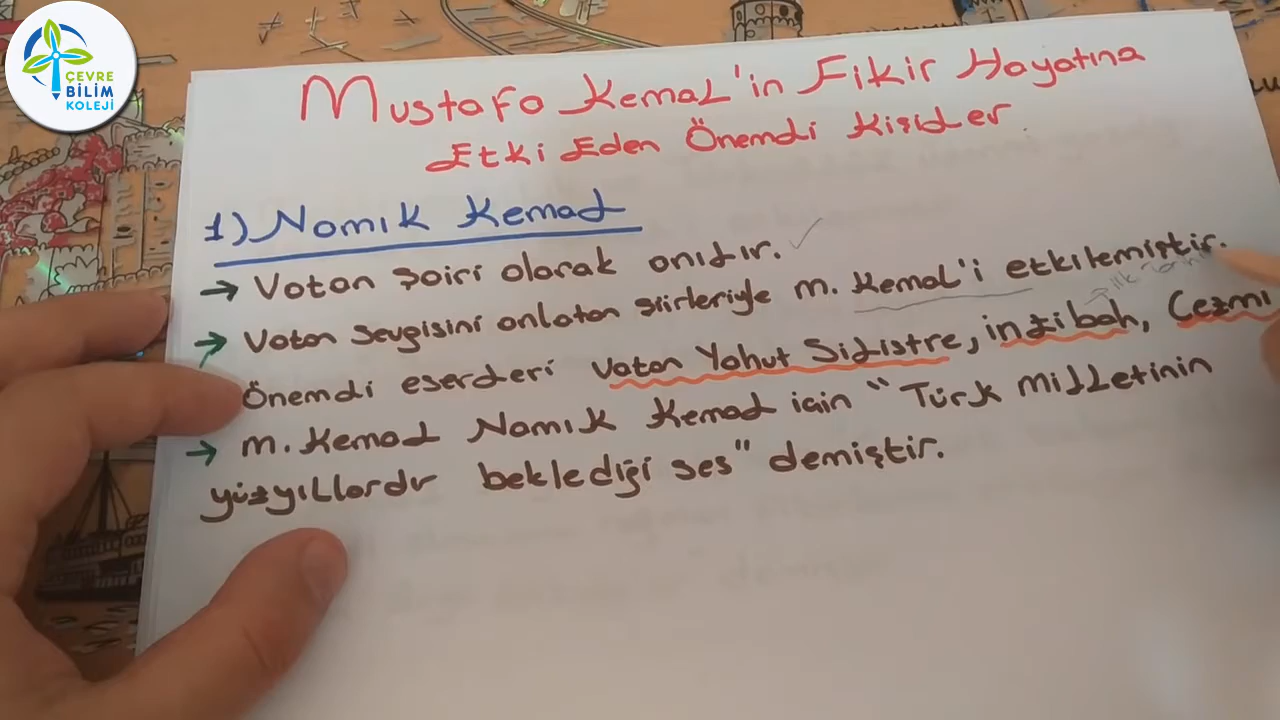 ÇEVRE
BİLİM
KOLEJİ
Mustafa Kemal'in Fikir Hayatına
Etki Eden Önemli Kişiler
1) Namık Kemal
→ Vatan Şairi olarak anılır. ✓
→ Vatan Sevgisini anlatan şiirleriyle M. Kemal'i etkilemiştir.
→ ilk
Önemli eserleri Vatan Yahut Silistre, intibah, Cezmi
→ M. Kemal Namık Kemal için "Türk milletinin
yüzyıllardır beklediği ses" demiştir.